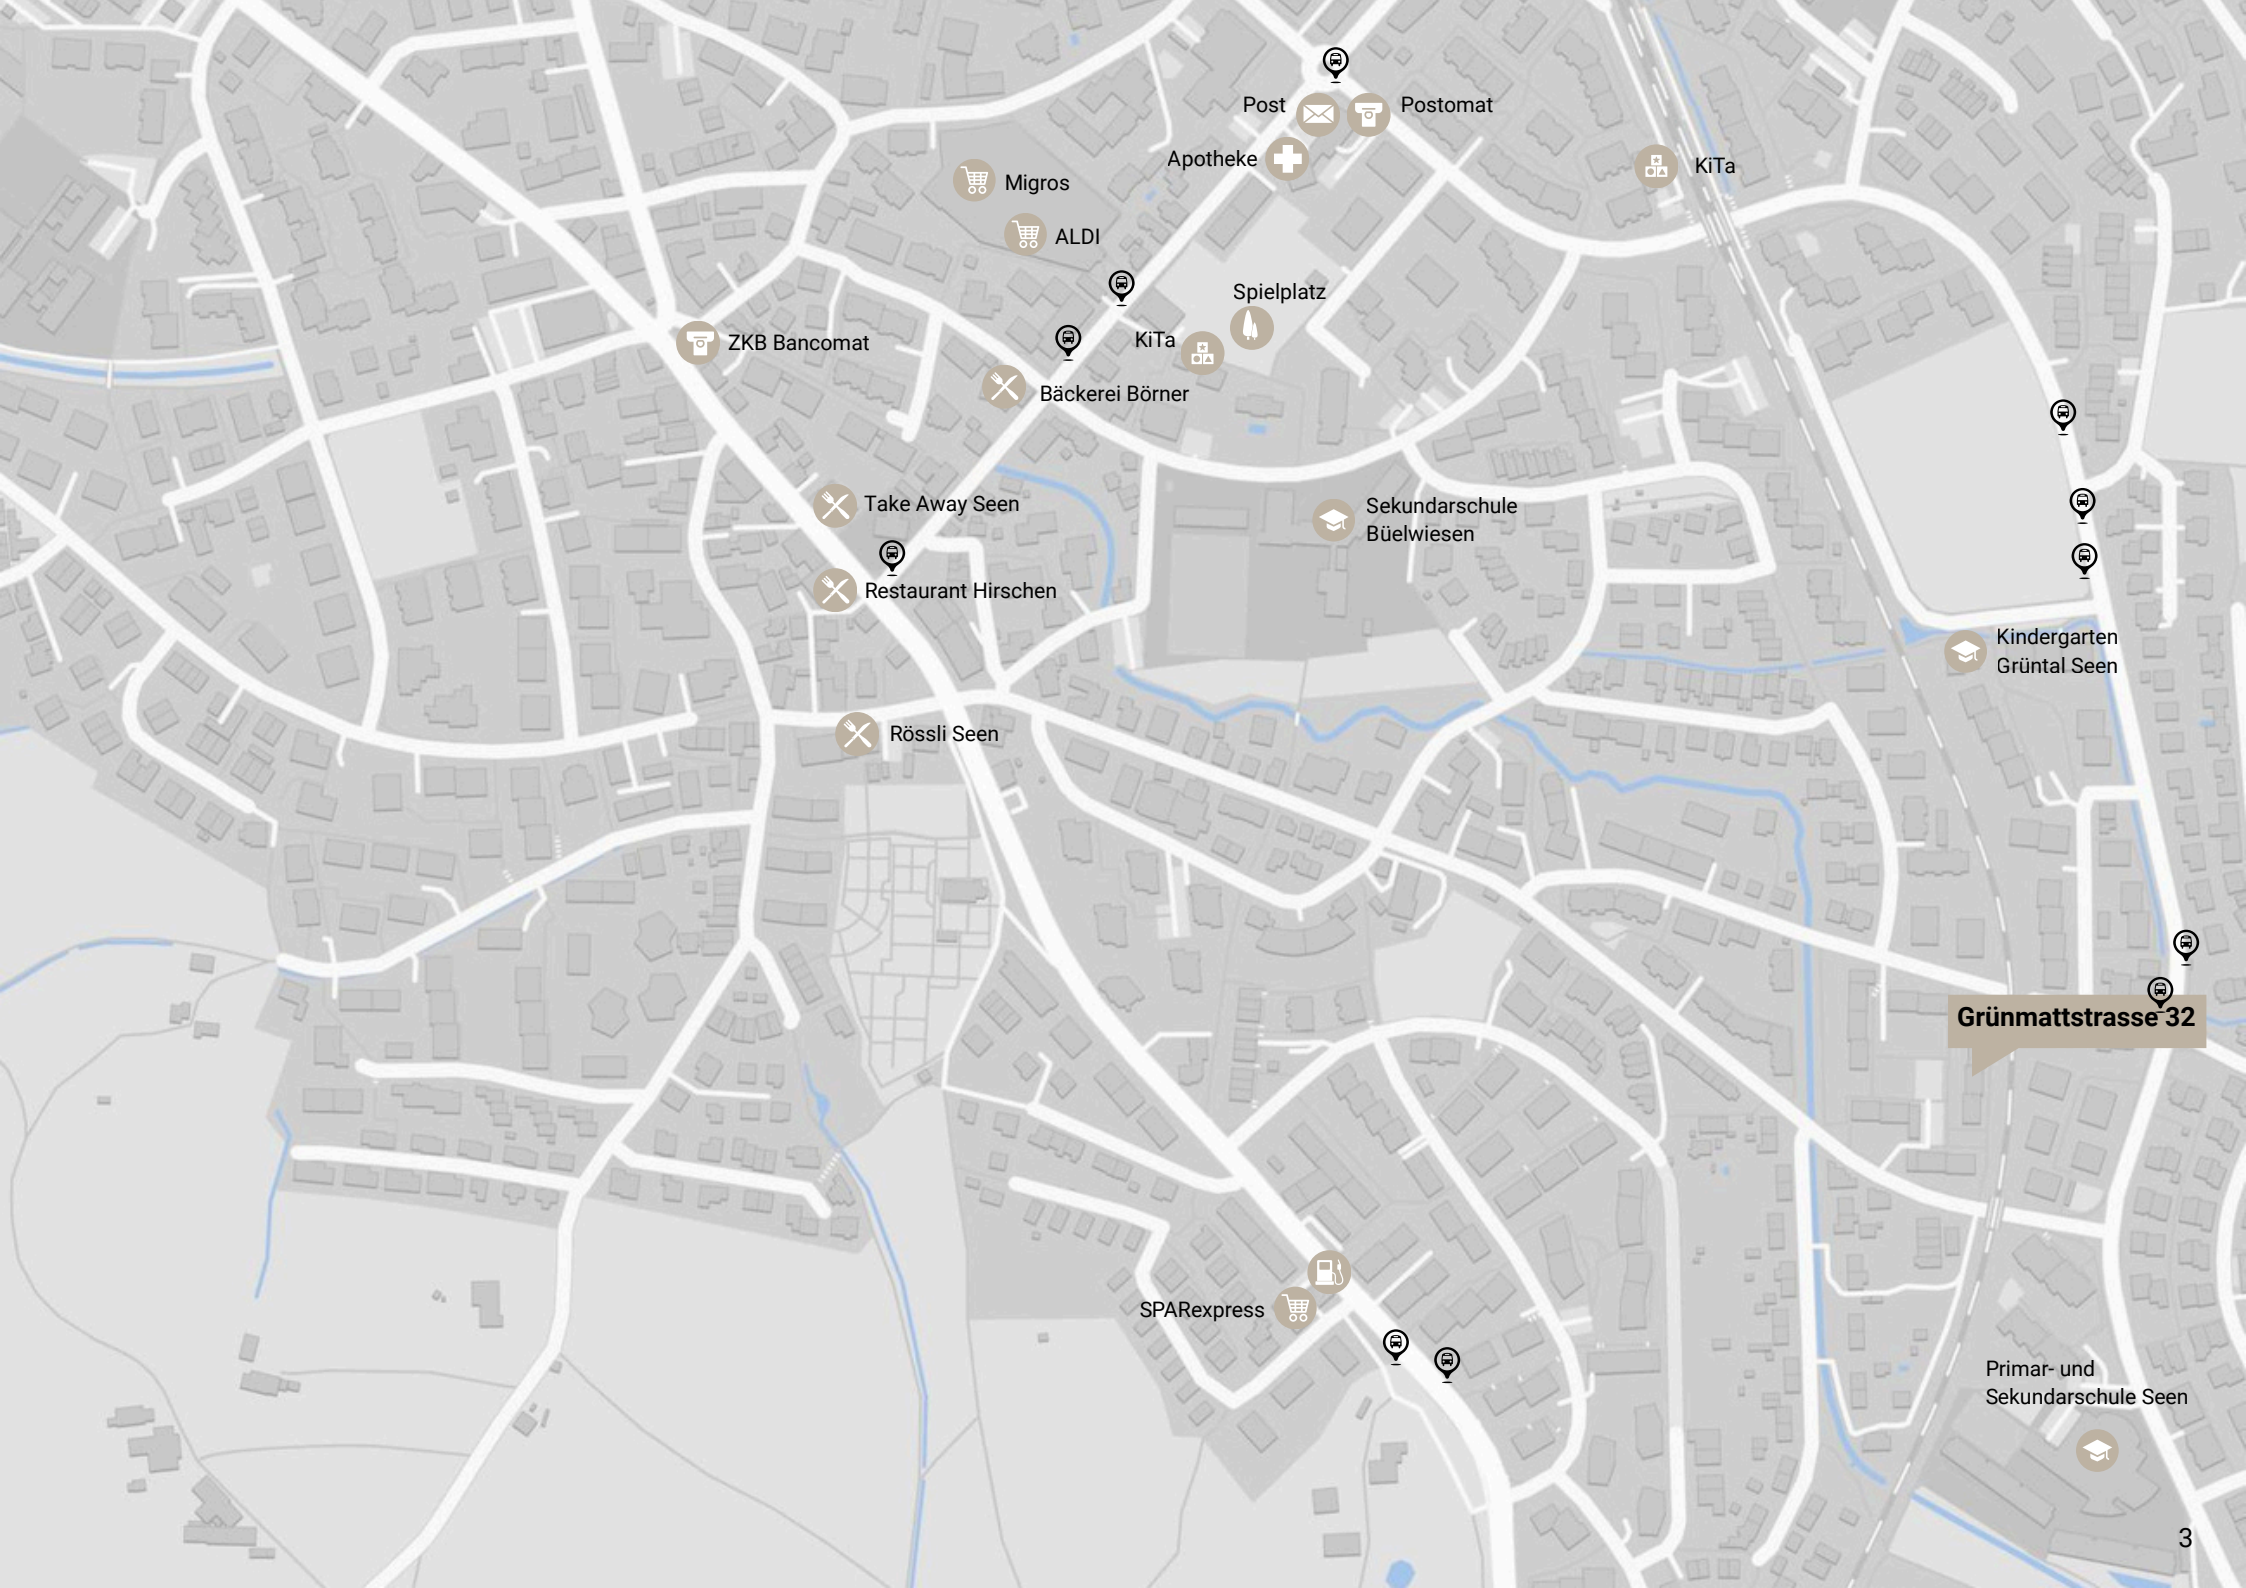 Post
Postomat
Apotheke
KiTa
Migros
ALDI
Spielplatz
KiTa
ZKB Bancomat
Bäckerei Börner
Take Away Seen
Sekundarschule
Büelwiesen
Restaurant Hirschen
Kindergarten
Grüntal Seen
Rössli Seen
Grünmattstrasse 32
SPARexpress
Primar- und
Sekundarschule Seen
3